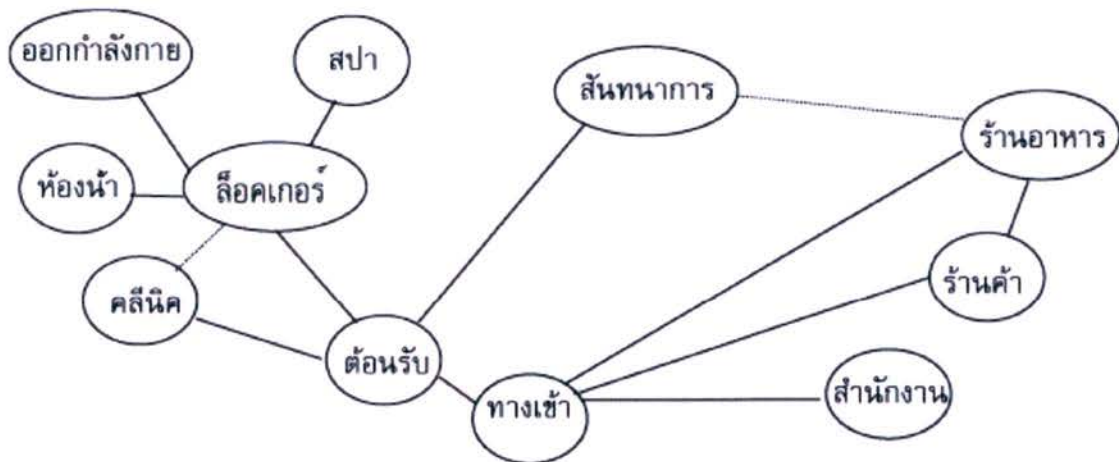 ออกกำลังกาย
สปา
สันทนาการ
ร้านอาหาร
ห้องน้ำ
ล็อคเกอร์
ร้านค้า
คลีนิค
ต้อนรับ
ทางเข้า
สำนักงาน